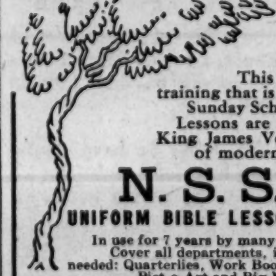 This
training that is
Sunday Sch
Lessons are
King James V
of modern
N. S. S
UNIFORM BIBLE LESS
In use for 7 years by many
Cover all departments,
needed: Quarterlies, Work Boo